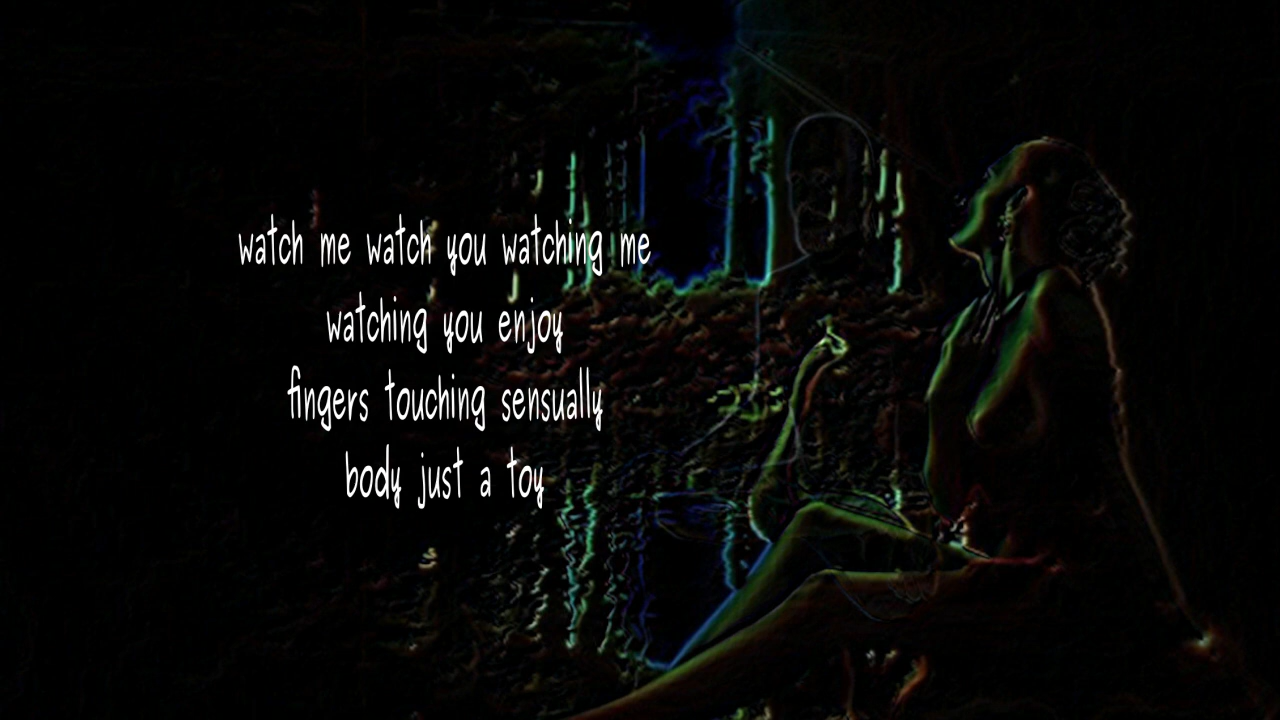 watch me watch you watching me
watching you enjoy
fingers touching sensually
body just a toy